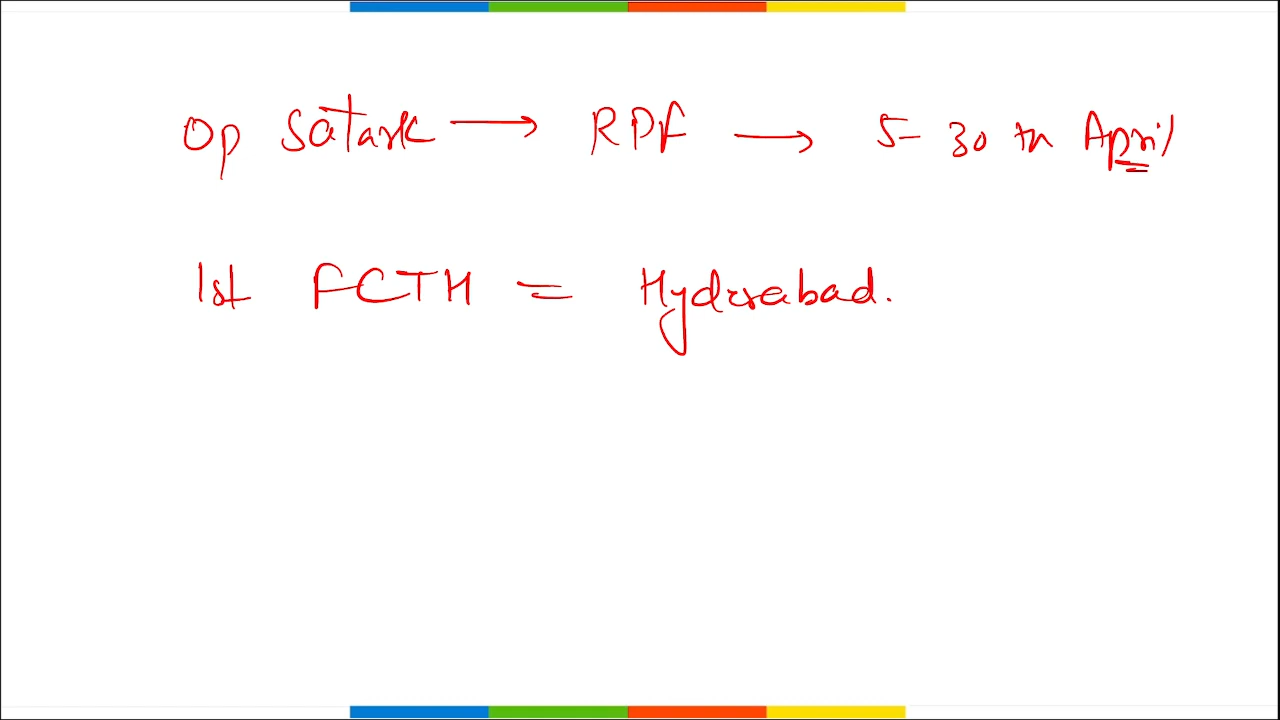 Op Satark → RPF → 5-30 th April
1st FCTH = Hyderabad.